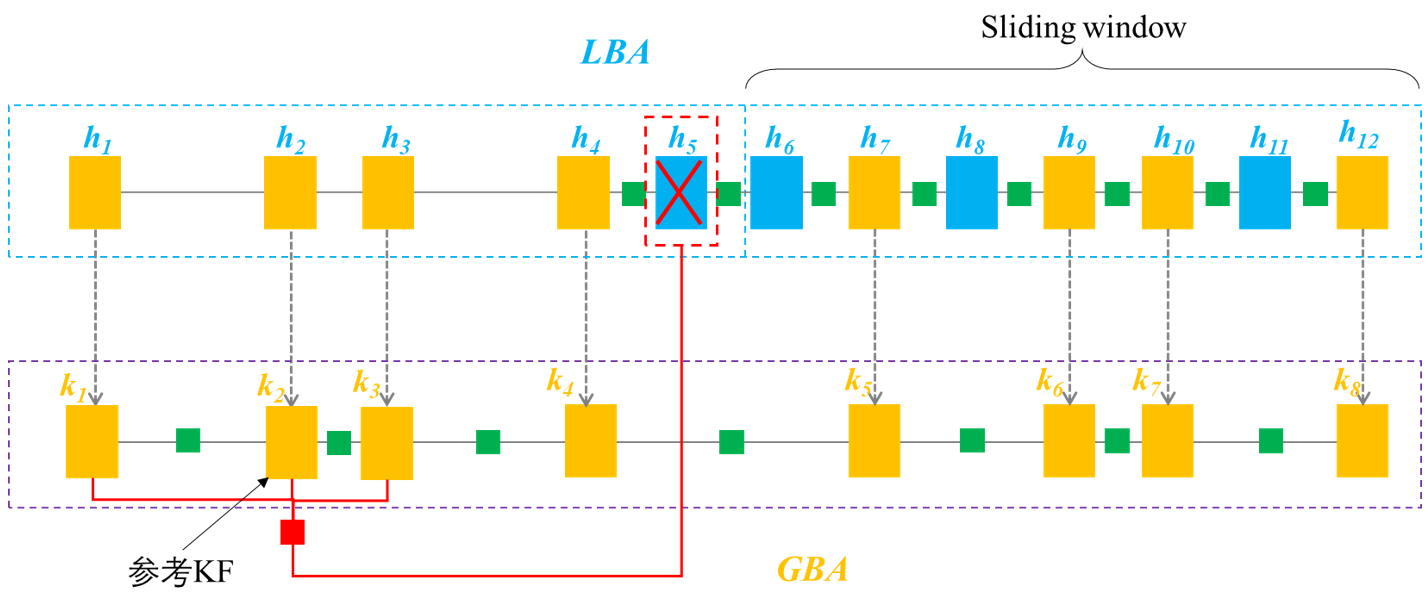 Sliding window
LBA
h1 h2 h3 h4 h5 h6 h7 h8 h9 h10 h11 h12
k1 k2 k3 k4 k5 k6 k7 k8
参考KF
GBA